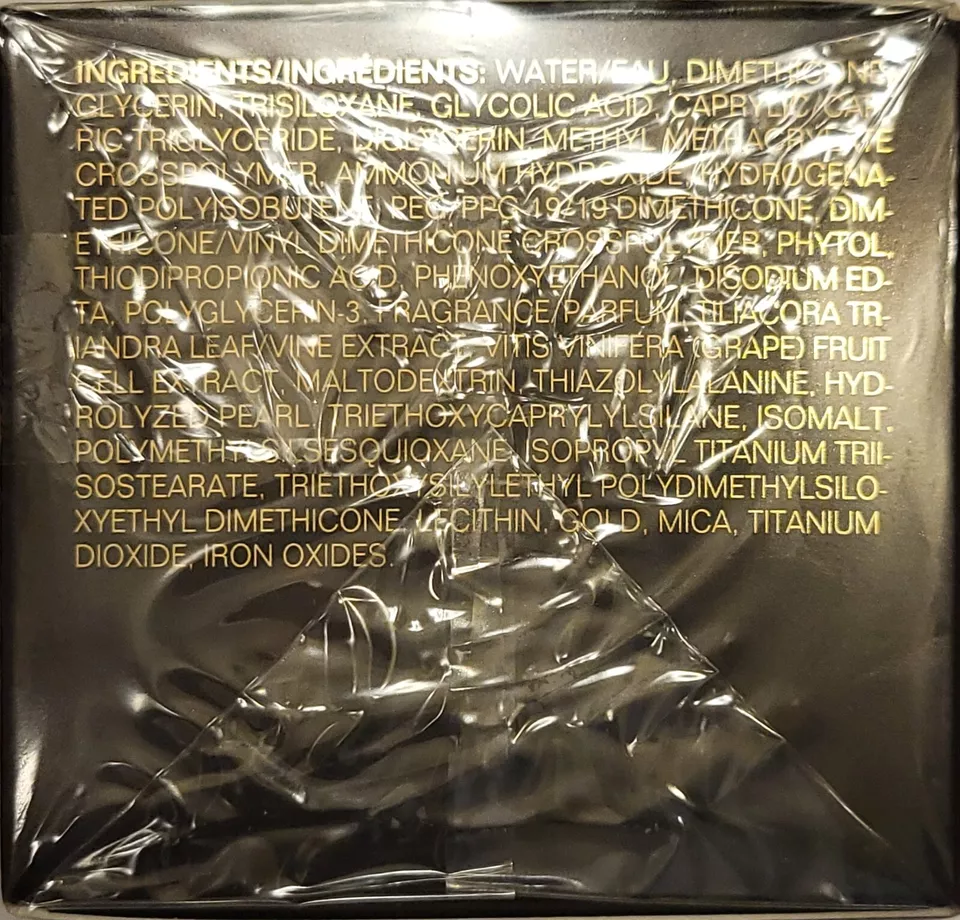 INGREDIENTS/INGRÉDIENTS: WATER/EAU, DIMETHICONE,
GLYCERIN, TRISILOXANE, GLYCOLIC ACID, CAPRYLIC/CAP-
RIC TRIGLYCERIDE, DIGLYCERIN, METHYL METHACRYLATE
CROSSPOLYMER, AMMONIUM HYDROXIDE, HYDROGENA-
TED POLYISOBUTENE, PEG/PPG-19/19 DIMETHICONE, DIM-
ETHICONE/VINYL DIMETHICONE CROSSPOLYMER, PHYTOL,
THIODIPROPIONIC ACID, PHENOXYETHANOL, DISODIUM ED-
TA, POLYGLYCERIN-3, FRAGRANCE/PARFUM, TILIACORA TR-
IANDRA LEAF/VINE EXTRACT, VITIS VINIFERA (GRAPE) FRUIT
CELL EXTRACT, MALTODEXTRIN, THIAZOLYLALANINE, HYD-
ROLYZED PEARL, TRIETHOXYCAPRYLYLSILANE, ISOMALT,
POLYMETHYLSILSESQUIOXANE, ISOPROPYL TITANIUM TRII-
SOSTEARATE, TRIETHOXYSILYLETHYL POLYDIMETHYLSILO-
XYETHYL DIMETHICONE, LECITHIN, GOLD, MICA, TITANIUM
DIOXIDE, IRON OXIDES.